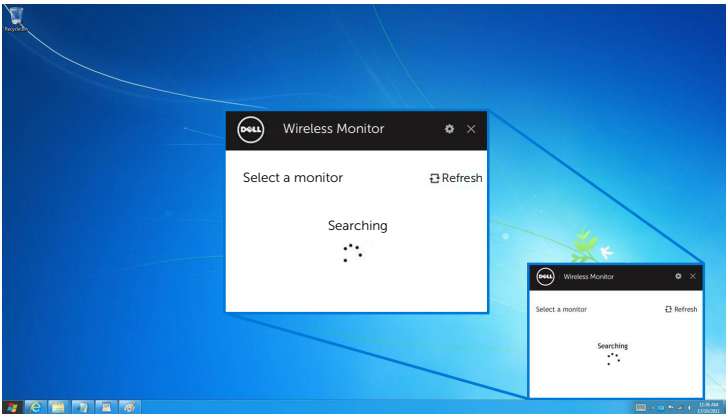 Recycle Bin
DELL
Wireless Monitor
Select a monitor
Refresh
Searching
DELL
Wireless Monitor
Select a monitor
Refresh
Searching